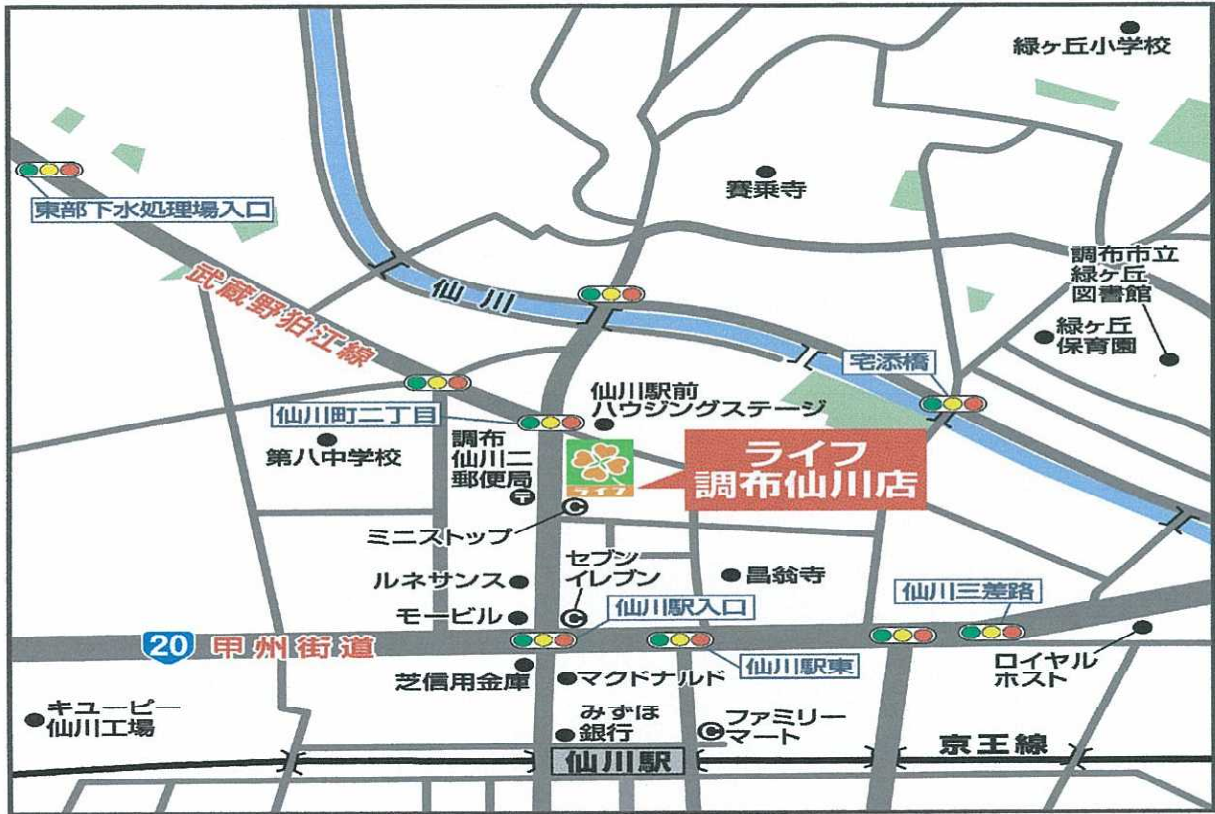 緑ヶ丘小学校
寶乗寺
東部下水処理場入口
調布市立
緑ヶ丘
図書館
武蔵野狛江線
仙川
緑ヶ丘
保育園
宅添橋
仙川駅前
ハウジングステージ
仙川町二丁目
第八中学校
調布
仙川二
郵便局
〒
ライフ
ライフ
調布仙川店
C
ミニストップ
セブン
イレブン
C
ルネサンス
モービル
昌翁寺
仙川駅入口
仙川三差路
20
甲州街道
仙川駅東
ロイヤル
ホスト
芝信用金庫
マクドナルド
キユーピー
仙川工場
みずほ
銀行
C
ファミリー
マート
仙川駅
京王線